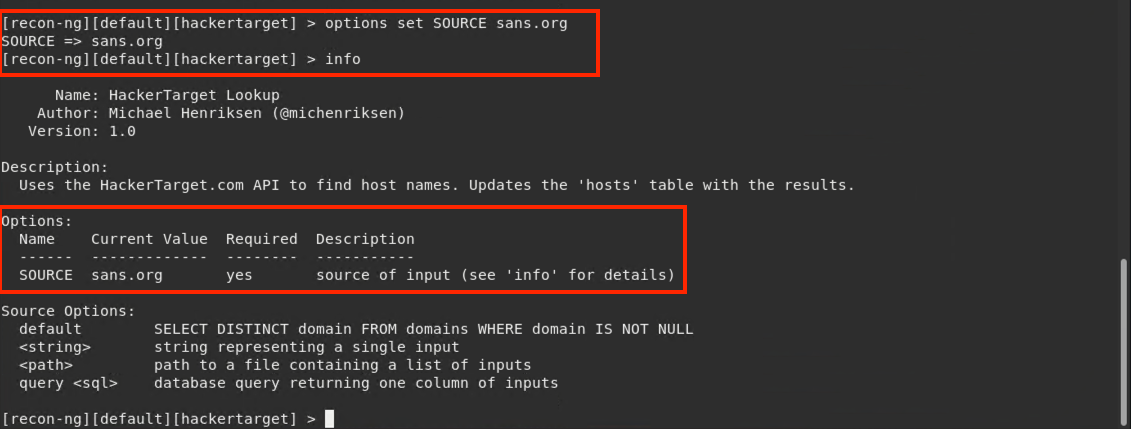 [recon-ng][default][hackertarget] > options set SOURCE sans.org
SOURCE => sans.org
[recon-ng][default][hackertarget] > info
Name: HackerTarget Lookup
Author: Michael Henriksen (@michenriksen)
Version: 1.0
Description:
Uses the HackerTarget.com API to find host names. Updates the 'hosts' table with the results.
Options:
Name Current Value Required Description
------ ------------- -------- -----------
SOURCE sans.org yes source of input (see 'info' for details)
Source Options:
default SELECT DISTINCT domain FROM domains WHERE domain IS NOT NULL
<string> string representing a single input
<path> path to a file containing a list of inputs
query <sql> database query returning one column of inputs
[recon-ng][default][hackertarget] >